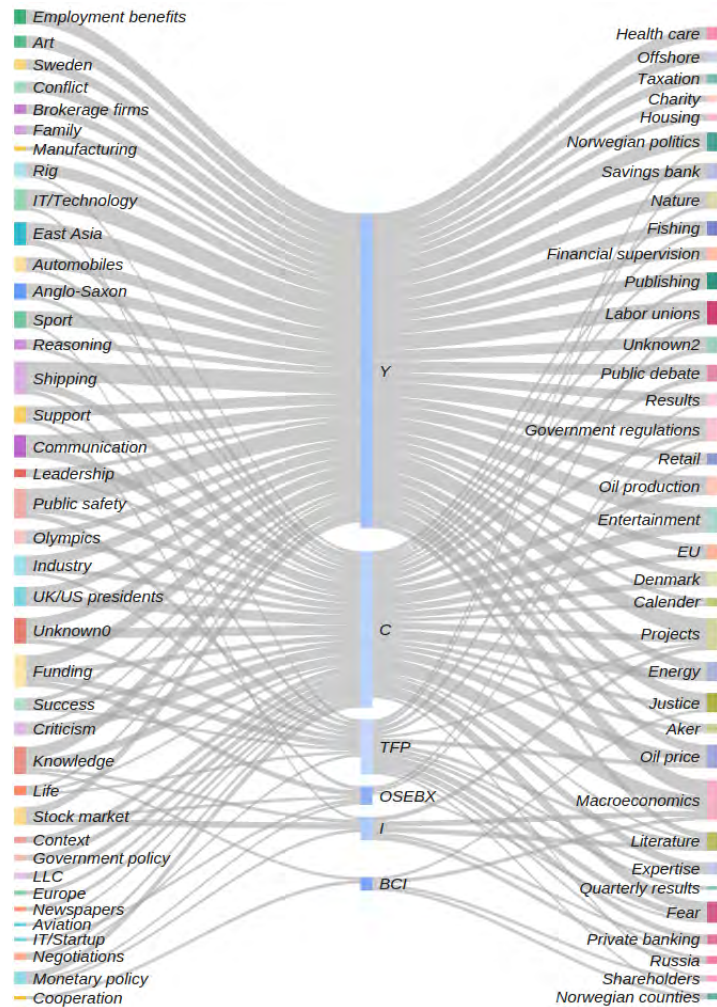 Employment benefits
Art
Sweden
Conflict
Brokerage firms
Family
Manufacturing
Rig
IT/Technology
East Asia
Automobiles
Anglo-Saxon
Sport
Reasoning
Shipping
Support
Communication
Leadership
Public safety
Olympics
Industry
UK/US presidents
Unknown0
Funding
Success
Criticism
Knowledge
Life
Stock market
Context
Government policy
LLC
Europe
Newspapers
Aviation
IT/Startup
Negotiations
Monetary policy
Cooperation
Y
C
TFP
OSEBX
I
BCI
Health care
Offshore
Taxation
Charity
Housing
Norwegian politics
Savings bank
Nature
Fishing
Financial supervision
Publishing
Labor unions
Unknown2
Public debate
Results
Government regulations
Retail
Oil production
Entertainment
EU
Denmark
Calender
Projects
Energy
Justice
Aker
Oil price
Macroeconomics
Literature
Expertise
Quarterly results
Fear
Private banking
Russia
Shareholders
Norwegian counties